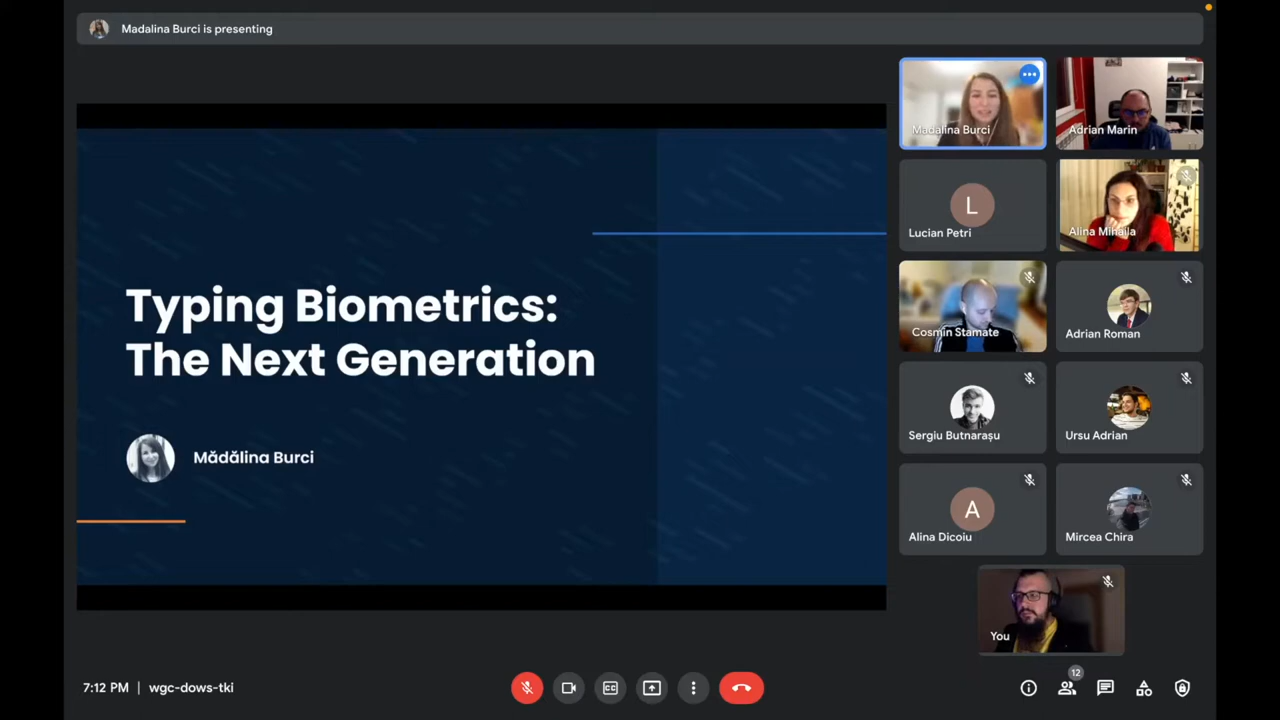 Madalina Burci is presenting
Typing Biometrics:
The Next Generation
Mădălina Burci
Madalina Burci
Adrian Marin
L
Lucian Petri
Alina Mihaila
Cosmin Stamate
Adrian Roman
Sergiu Butnarașu
Ursu Adrian
A
Alina Dicoiu
Mircea Chira
You
7:12 PM | wgc-dows-tki
CC
12